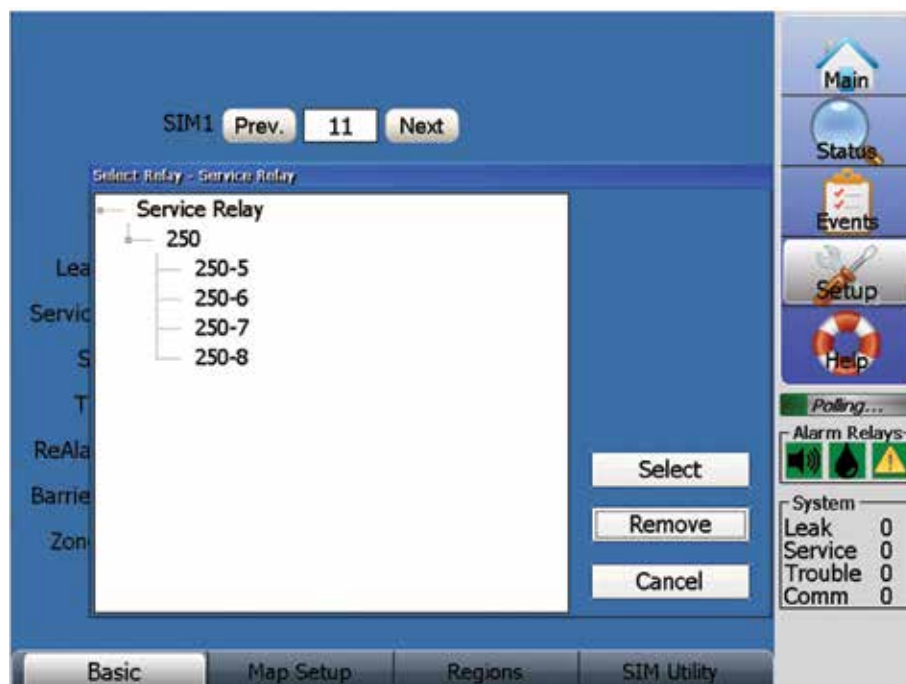 SIM1 Prev. 11 Next
Select Relay - Service Relay
Service Relay
250
250-5
250-6
250-7
250-8
Lea
Servic
S
T
ReAla
Barrie
Zon
Select
Remove
Cancel
Basic Map Setup Regions SIM Utility
Main
Status
Events
Setup
Help
Polling...
Alarm Relays
System
Leak 0
Service 0
Trouble 0
Comm 0